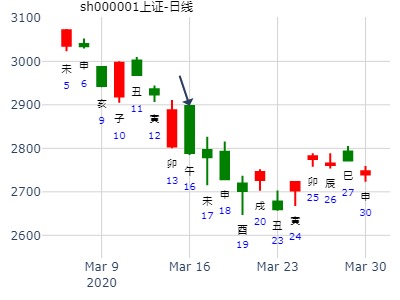 sh000001上证-日线
3100
3000
2900
2800
2700
2600
未
5
申
6
亥
9
子
10
丑
11
寅
12
卯
13
午
16
未
17
申
18
酉
19
戌
20
丑
23
寅
24
卯
25
辰
26
巳
27
申
30
Mar 9
2020
Mar 16
Mar 23
Mar 30